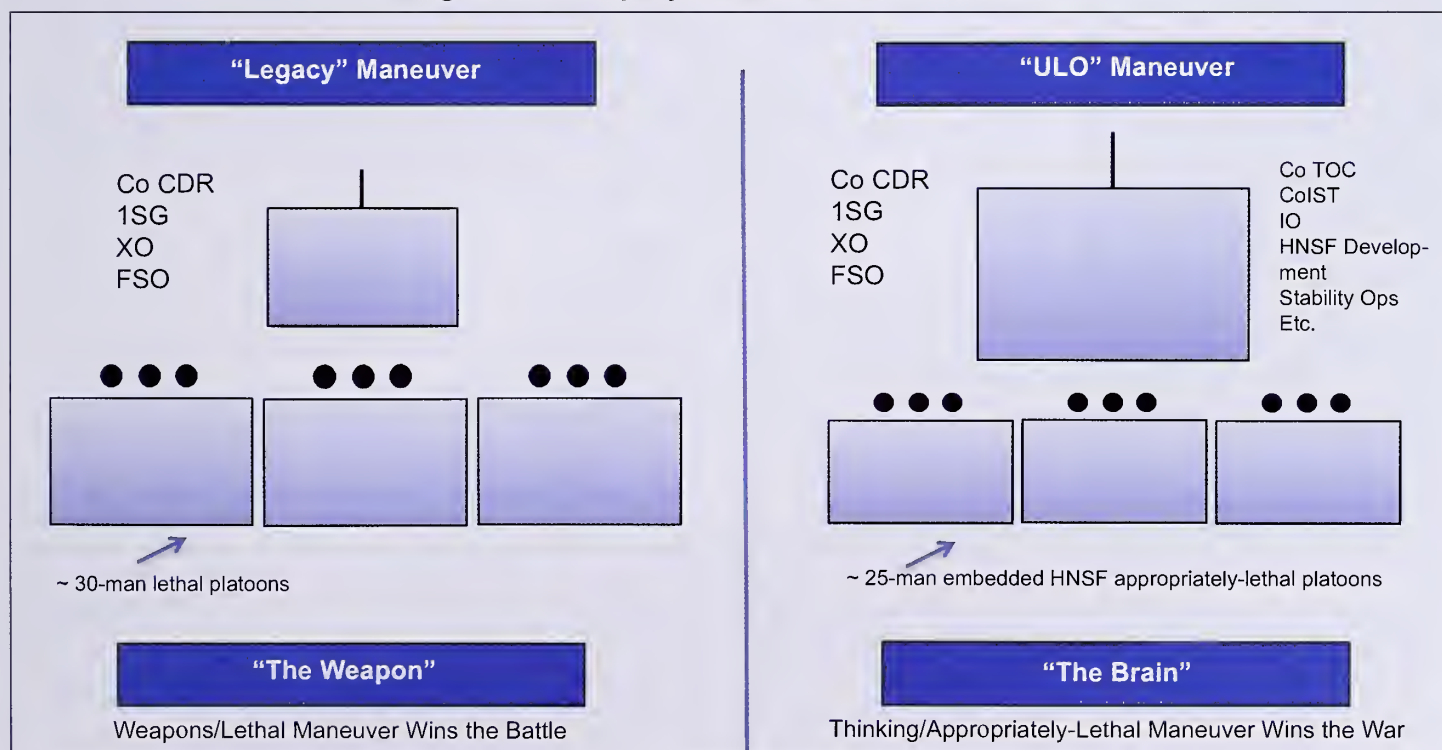 “Legacy” Maneuver
Co CDR
1SG
XO
FSO
~ 30-man lethal platoons
“The Weapon”
Weapons/Lethal Maneuver Wins the Battle
“ULO” Maneuver
Co CDR
1SG
XO
FSO
Co TOC
CoIST
IO
HNSF Develop-
ment
Stability Ops
Etc.
~ 25-man embedded HNSF appropriately-lethal platoons
“The Brain”
Thinking/Appropriately-Lethal Maneuver Wins the War